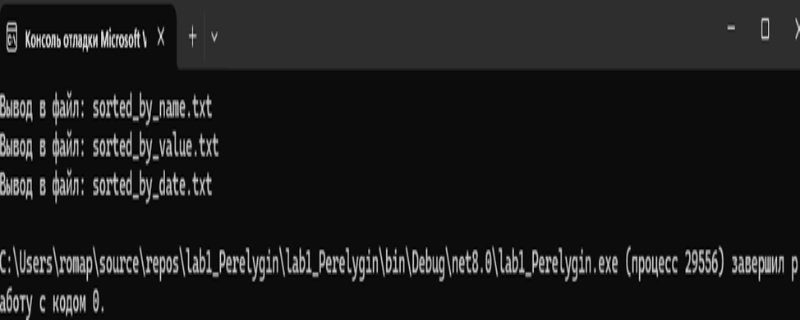 Консоль отладки Microsoft V
Вывод в файл: sorted_by_name.txt
Вывод в файл: sorted_by_value.txt
Вывод в файл: sorted_by_date.txt
C:\Users\romap\source\repos\lab1_Perelygin\lab1_Perelygin\bin\Debug\net8.0\lab1_Perelygin.exe (процесс 29556) завершил р
аботу с кодом 0.